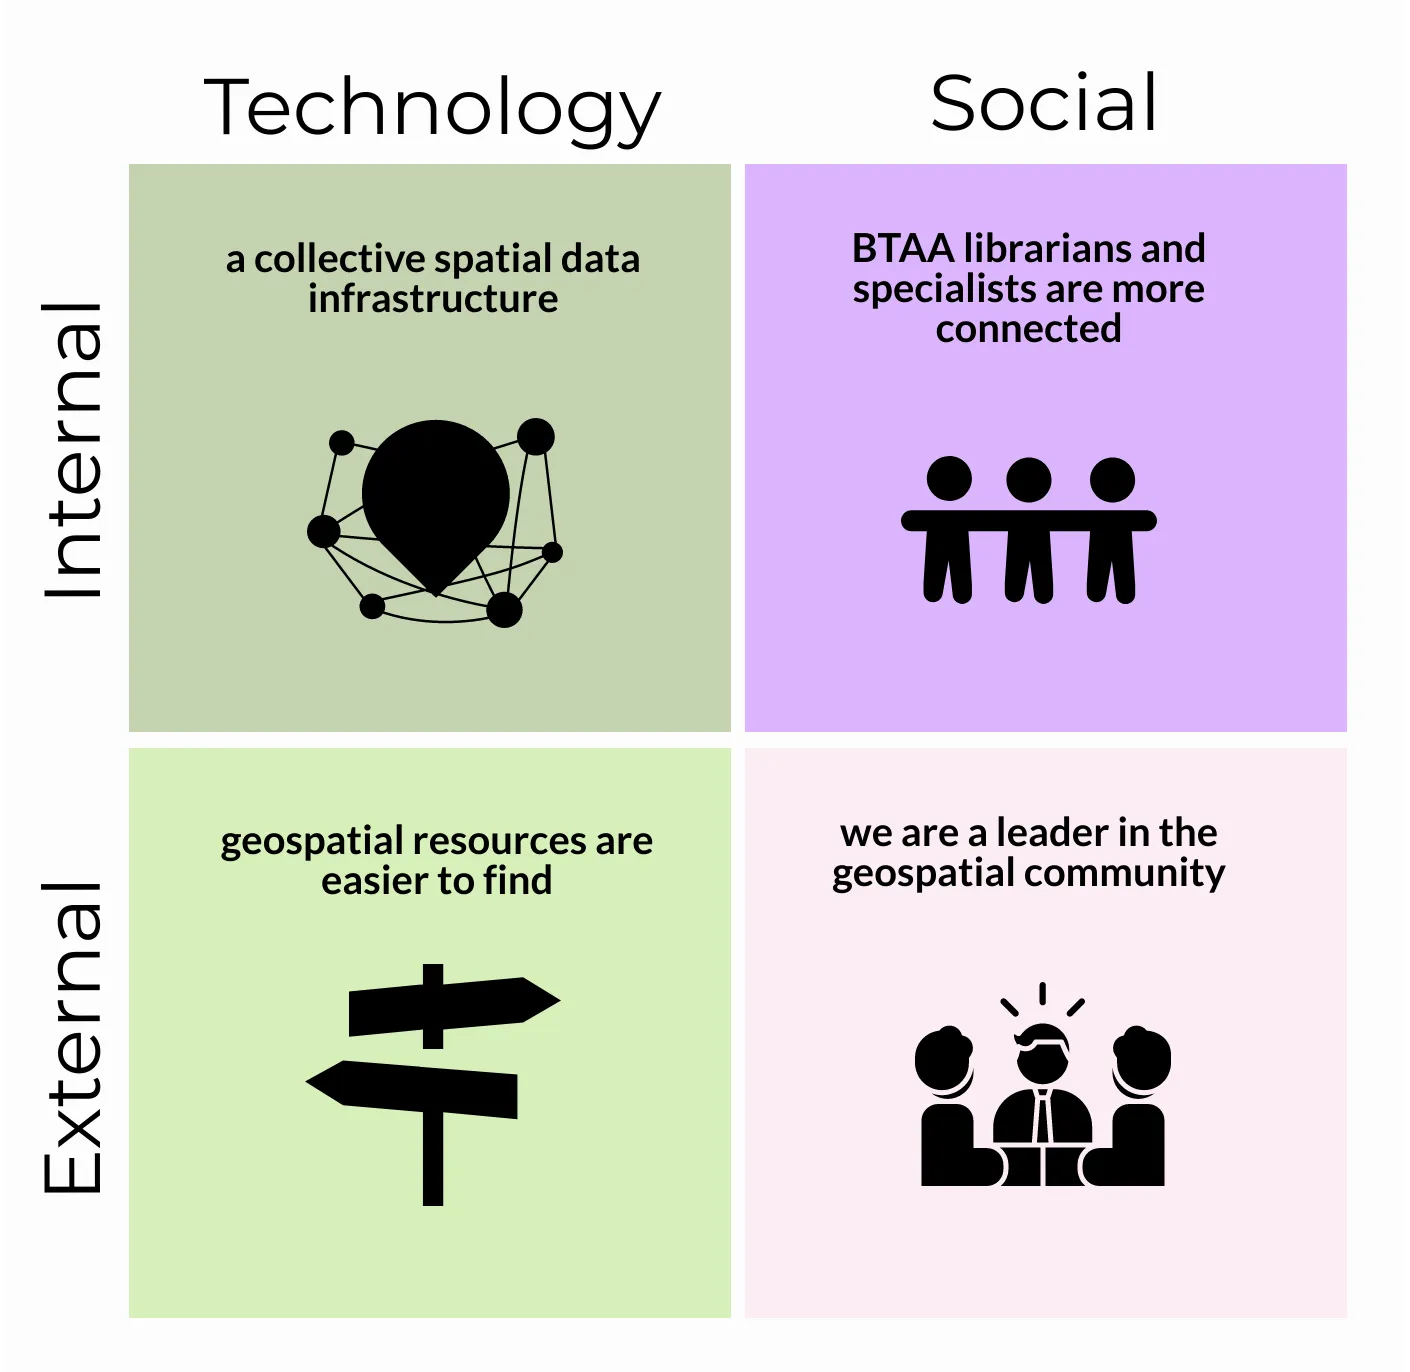 Technology
Social
Internal
a collective spatial data
infrastructure
BTAA librarians and
specialists are more
connected
External
geospatial resources are
easier to find
we are a leader in the
geospatial community